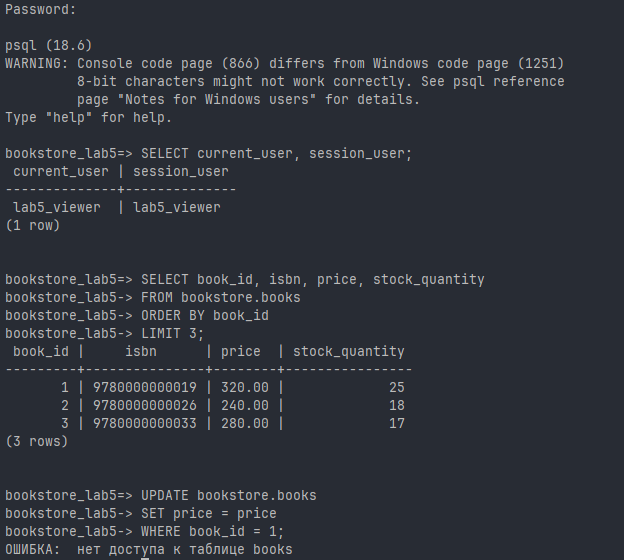 Password:
psql (18.6)
WARNING: Console code page (866) differs from Windows code page (1251)
         8-bit characters might not work correctly. See psql reference
         page "Notes for Windows users" for details.
Type "help" for help.
bookstore_lab5=> SELECT current_user, session_user;
 current_user | session_user
--------------+--------------
 lab5_viewer  | lab5_viewer
(1 row)
bookstore_lab5=> SELECT book_id, isbn, price, stock_quantity
bookstore_lab5-> FROM bookstore.books
bookstore_lab5-> ORDER BY book_id
bookstore_lab5-> LIMIT 3;
 book_id |     isbn      | price  | stock_quantity
---------+---------------+--------+----------------
       1 | 9780000000019 | 320.00 |             25
       2 | 9780000000026 | 240.00 |             18
       3 | 9780000000033 | 280.00 |             17
(3 rows)
bookstore_lab5=> UPDATE bookstore.books
bookstore_lab5-> SET price = price
bookstore_lab5-> WHERE book_id = 1;
ОШИБКА:  нет доступа к таблице books